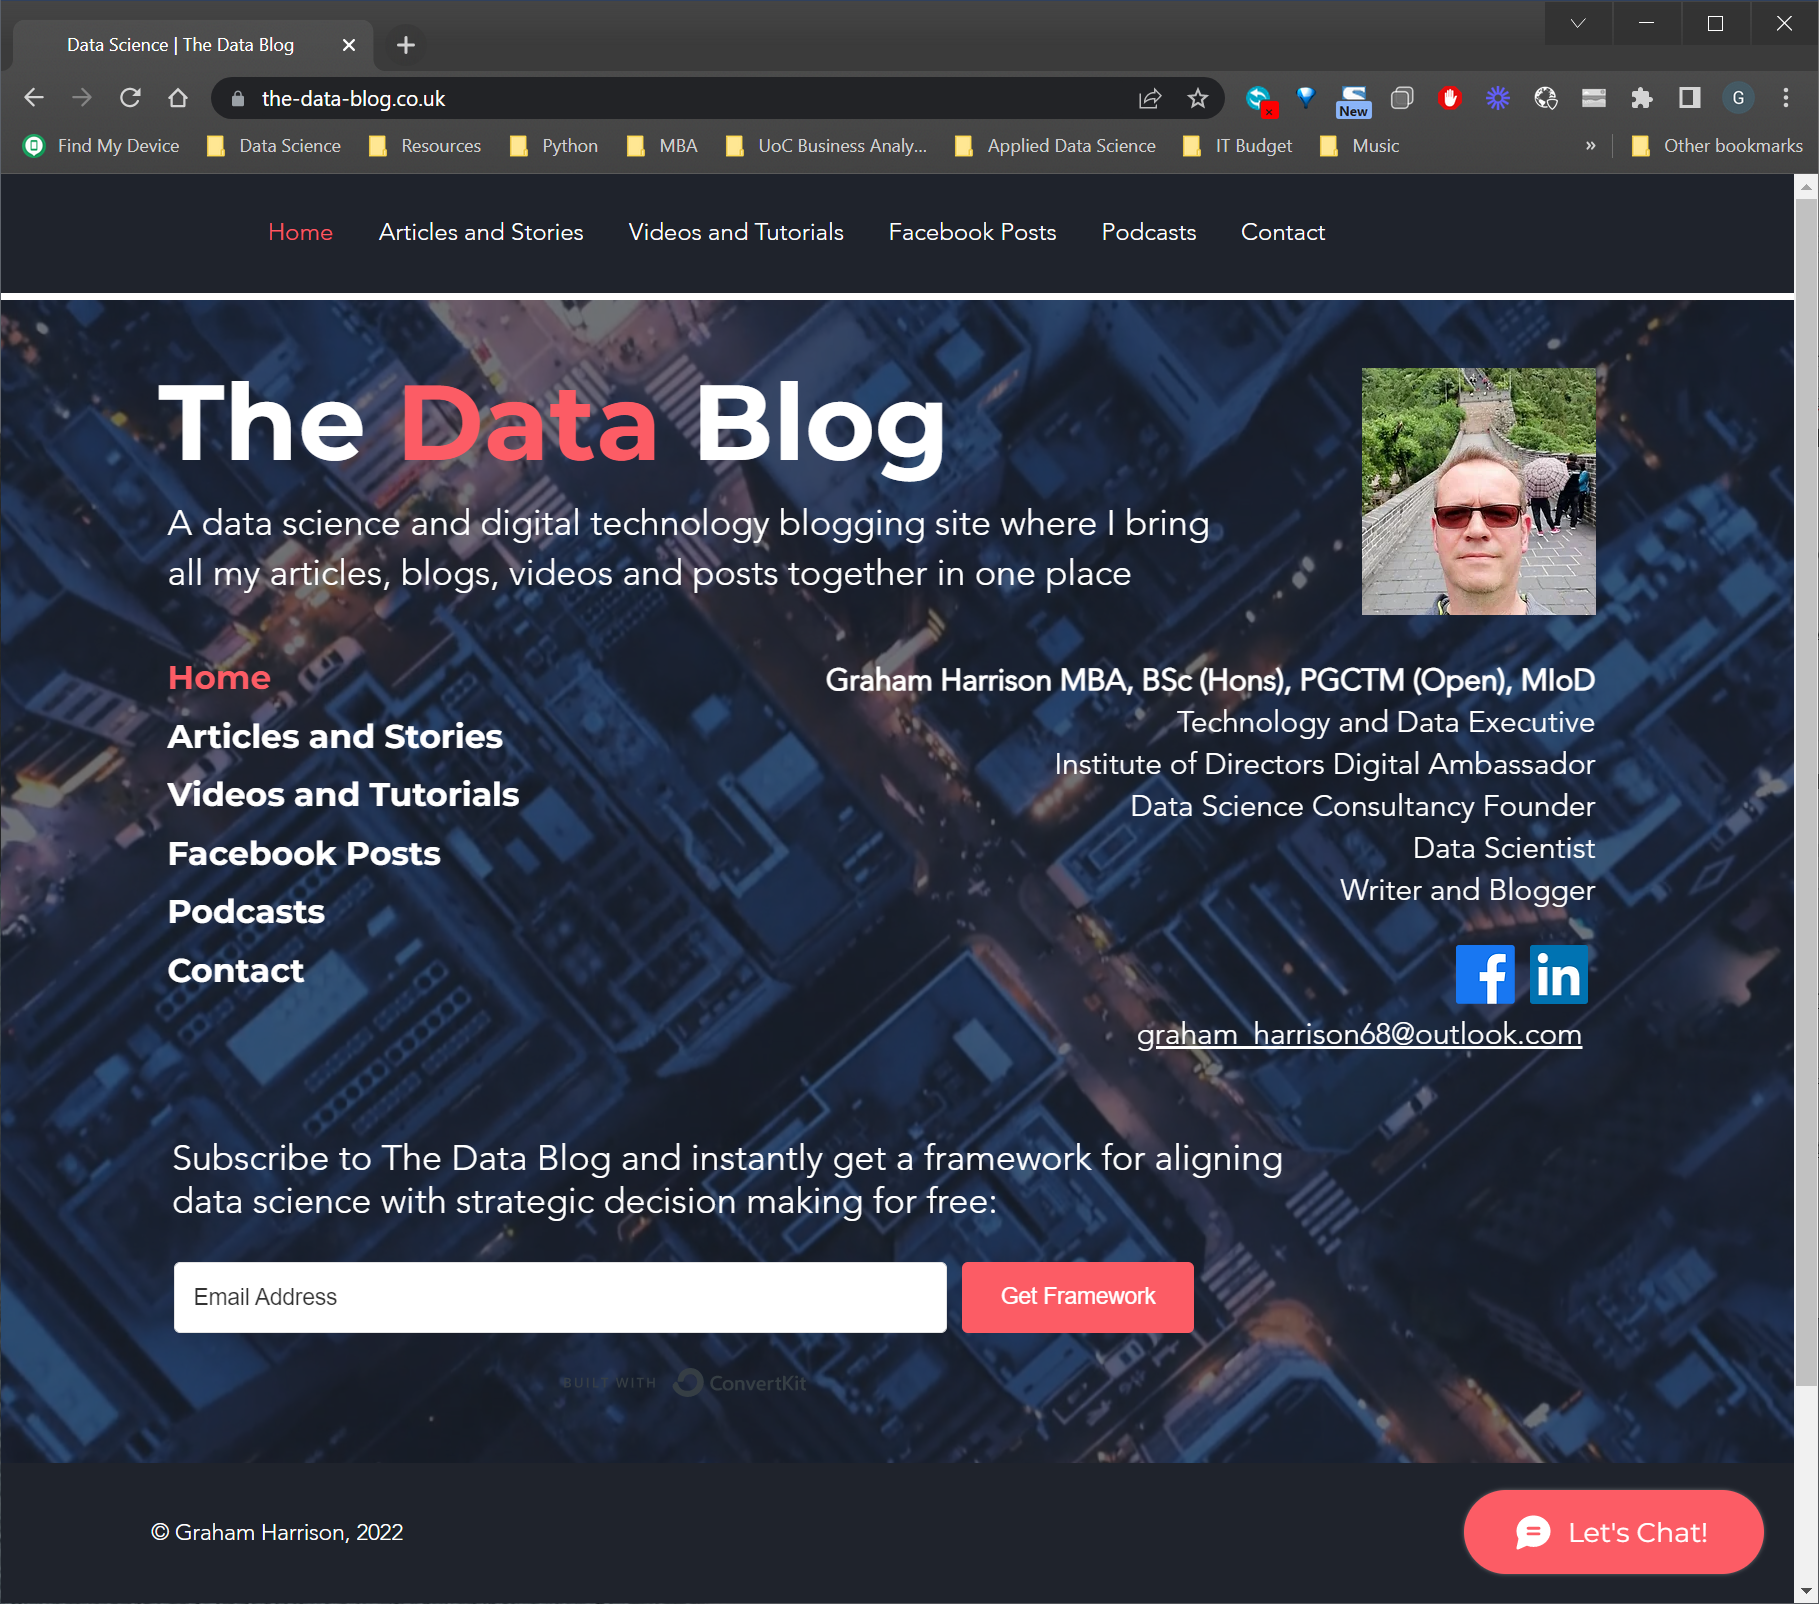 Data Science | The Data Blog
the-data-blog.co.uk
New
G
Find My Device
Data Science
Resources
Python
MBA
UoC Business Analy...
Applied Data Science
IT Budget
Music
»
Other bookmarks
Home
Articles and Stories
Videos and Tutorials
Facebook Posts
Podcasts
Contact
The Data Blog
A data science and digital technology blogging site where I bring
all my articles, blogs, videos and posts together in one place
Home
Articles and Stories
Videos and Tutorials
Facebook Posts
Podcasts
Contact
Graham Harrison MBA, BSc (Hons), PGCTM (Open), MIoD
Technology and Data Executive
Institute of Directors Digital Ambassador
Data Science Consultancy Founder
Data Scientist
Writer and Blogger
f in
graham_harrison68@outlook.com
Subscribe to The Data Blog and instantly get a framework for aligning
data science with strategic decision making for free:
Email Address
Get Framework
BUILT WITH ConvertKit
© Graham Harrison, 2022
Let's Chat!